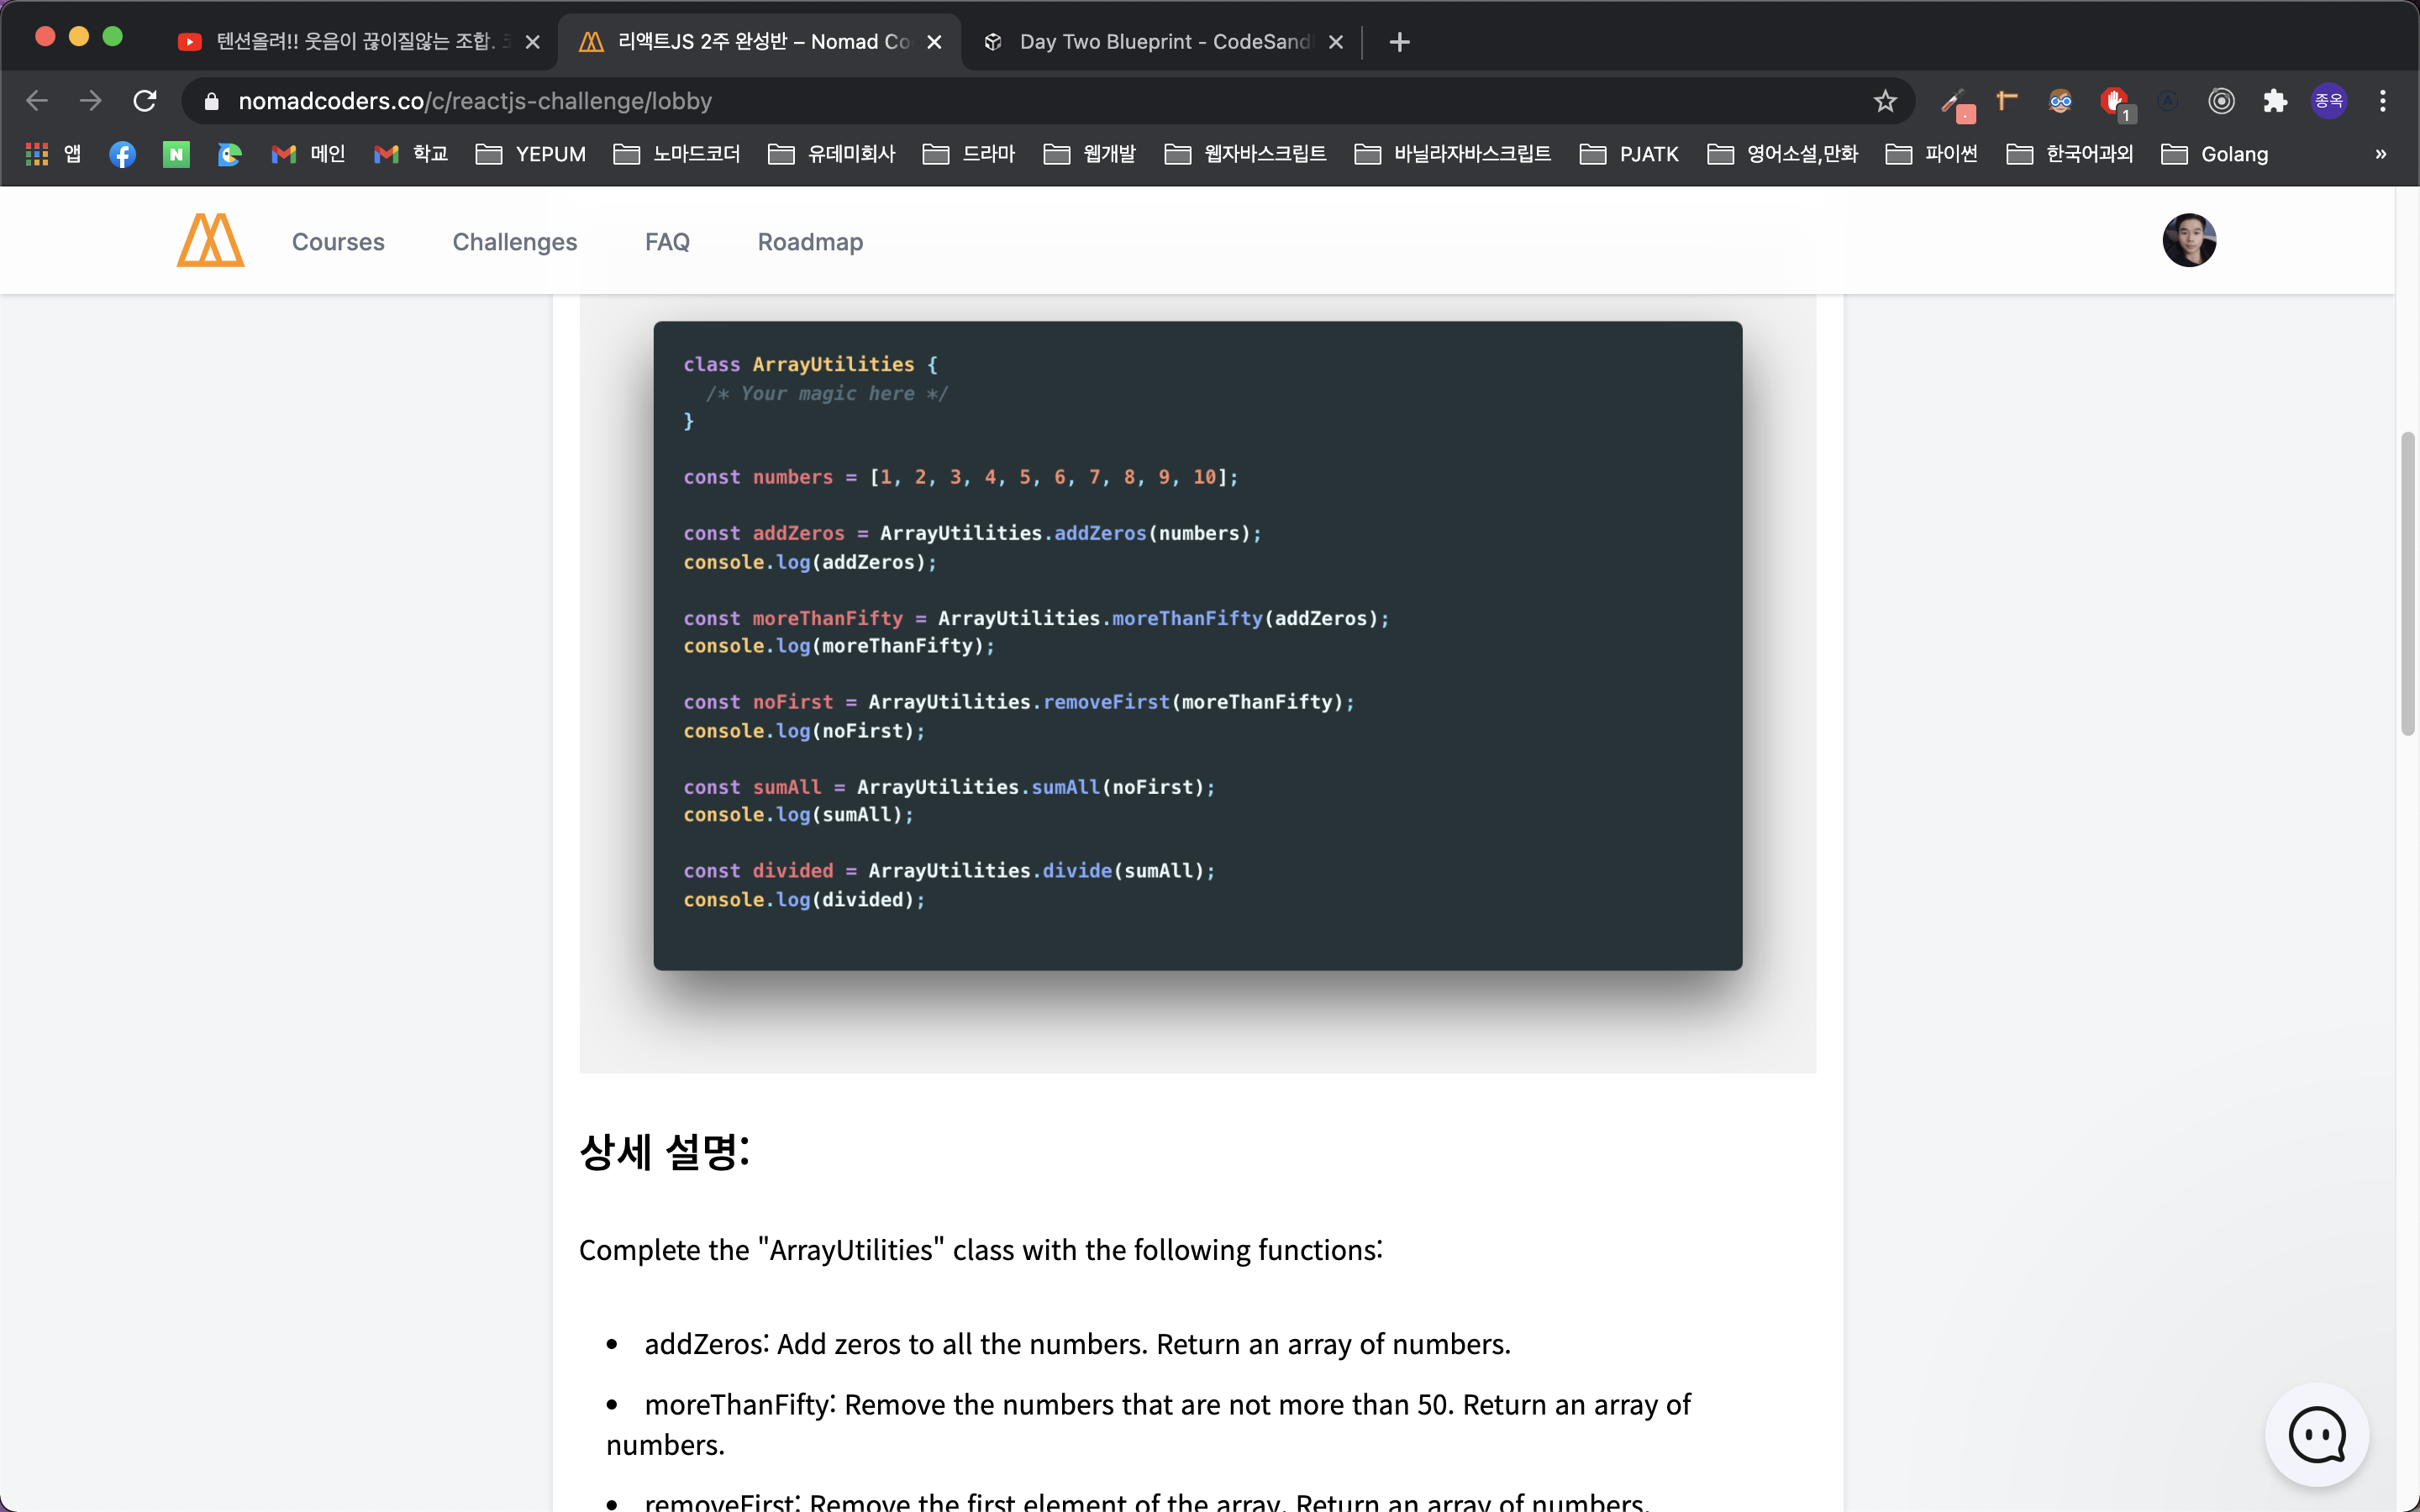 텐션올려!! 웃음이 끊이질않는 조합.
리액트JS 2주 완성반 – Nomad Co
Day Two Blueprint - CodeSand
nomadcoders.co/c/reactjs-challenge/lobby
1
종옥
앱
N
메인
학교
YEPUM
노마드코더
유데미회사
드라마
웹개발
웹자바스크립트
바닐라자바스크립트
PJATK
영어소설,만화
파이썬
한국어과외
Golang
»
Courses
Challenges
FAQ
Roadmap
class ArrayUtilities {
/* Your magic here */
}
const numbers = [1, 2, 3, 4, 5, 6, 7, 8, 9, 10];
const addZeros = ArrayUtilities.addZeros(numbers);
console.log(addZeros);
const moreThanFifty = ArrayUtilities.moreThanFifty(addZeros);
console.log(moreThanFifty);
const noFirst = ArrayUtilities.removeFirst(moreThanFifty);
console.log(noFirst);
const sumAll = ArrayUtilities.sumAll(noFirst);
console.log(sumAll);
const divided = ArrayUtilities.divide(sumAll);
console.log(divided);
상세 설명:
Complete the "ArrayUtilities" class with the following functions:
• addZeros: Add zeros to all the numbers. Return an array of numbers.
• moreThanFifty: Remove the numbers that are not more than 50. Return an array of
numbers.
• removeFirst: Remove the first element of the array. Return an array of numbers.